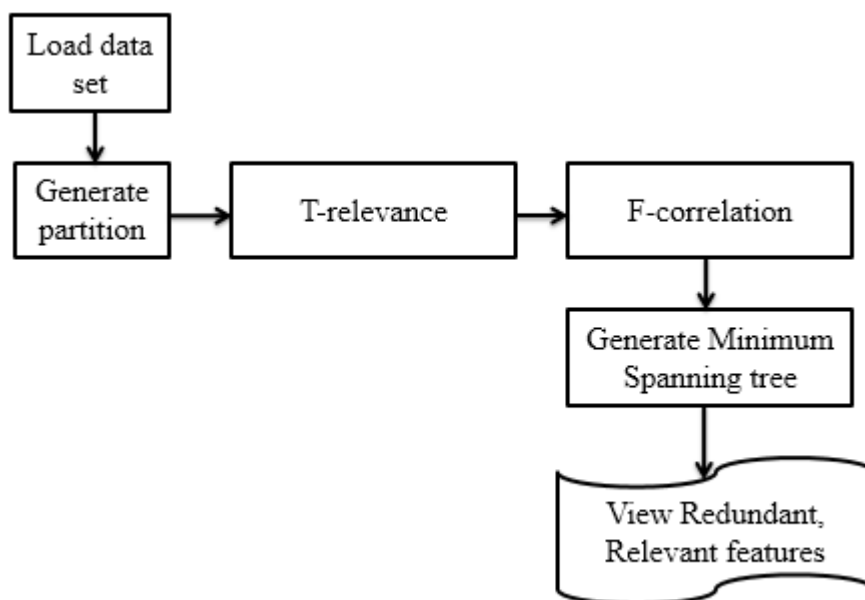 Load data
set
Generate
partition
T-relevance
F-correlation
Generate Minimum
Spanning tree
View Redundant,
Relevant features